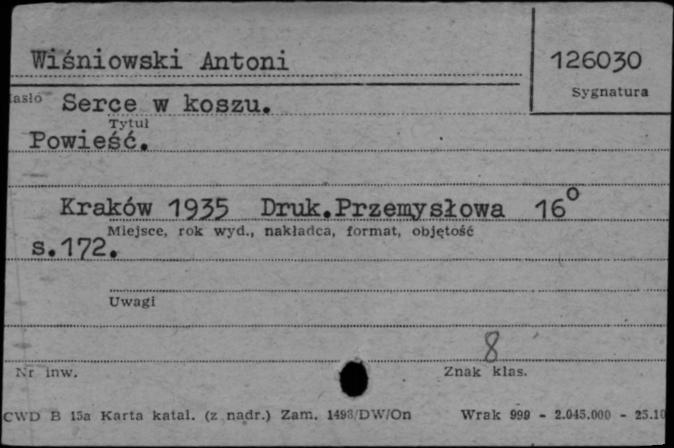 Wiśniowski Antoni
126030
Sygnatura
Serce w koszu.
Tytuł
Powieść.
Kraków 1935 Druk.Przemysłowa 16°
Miejsce, rok wyd., nakładca, format, objętość
s.172.
Uwagi
8
Nr inw.
Znak klas.
CWD B 15a Karta katal. (z nadr.) Zam. 1493/DW/On Wrak 999 - 2.045.000 - 25.10